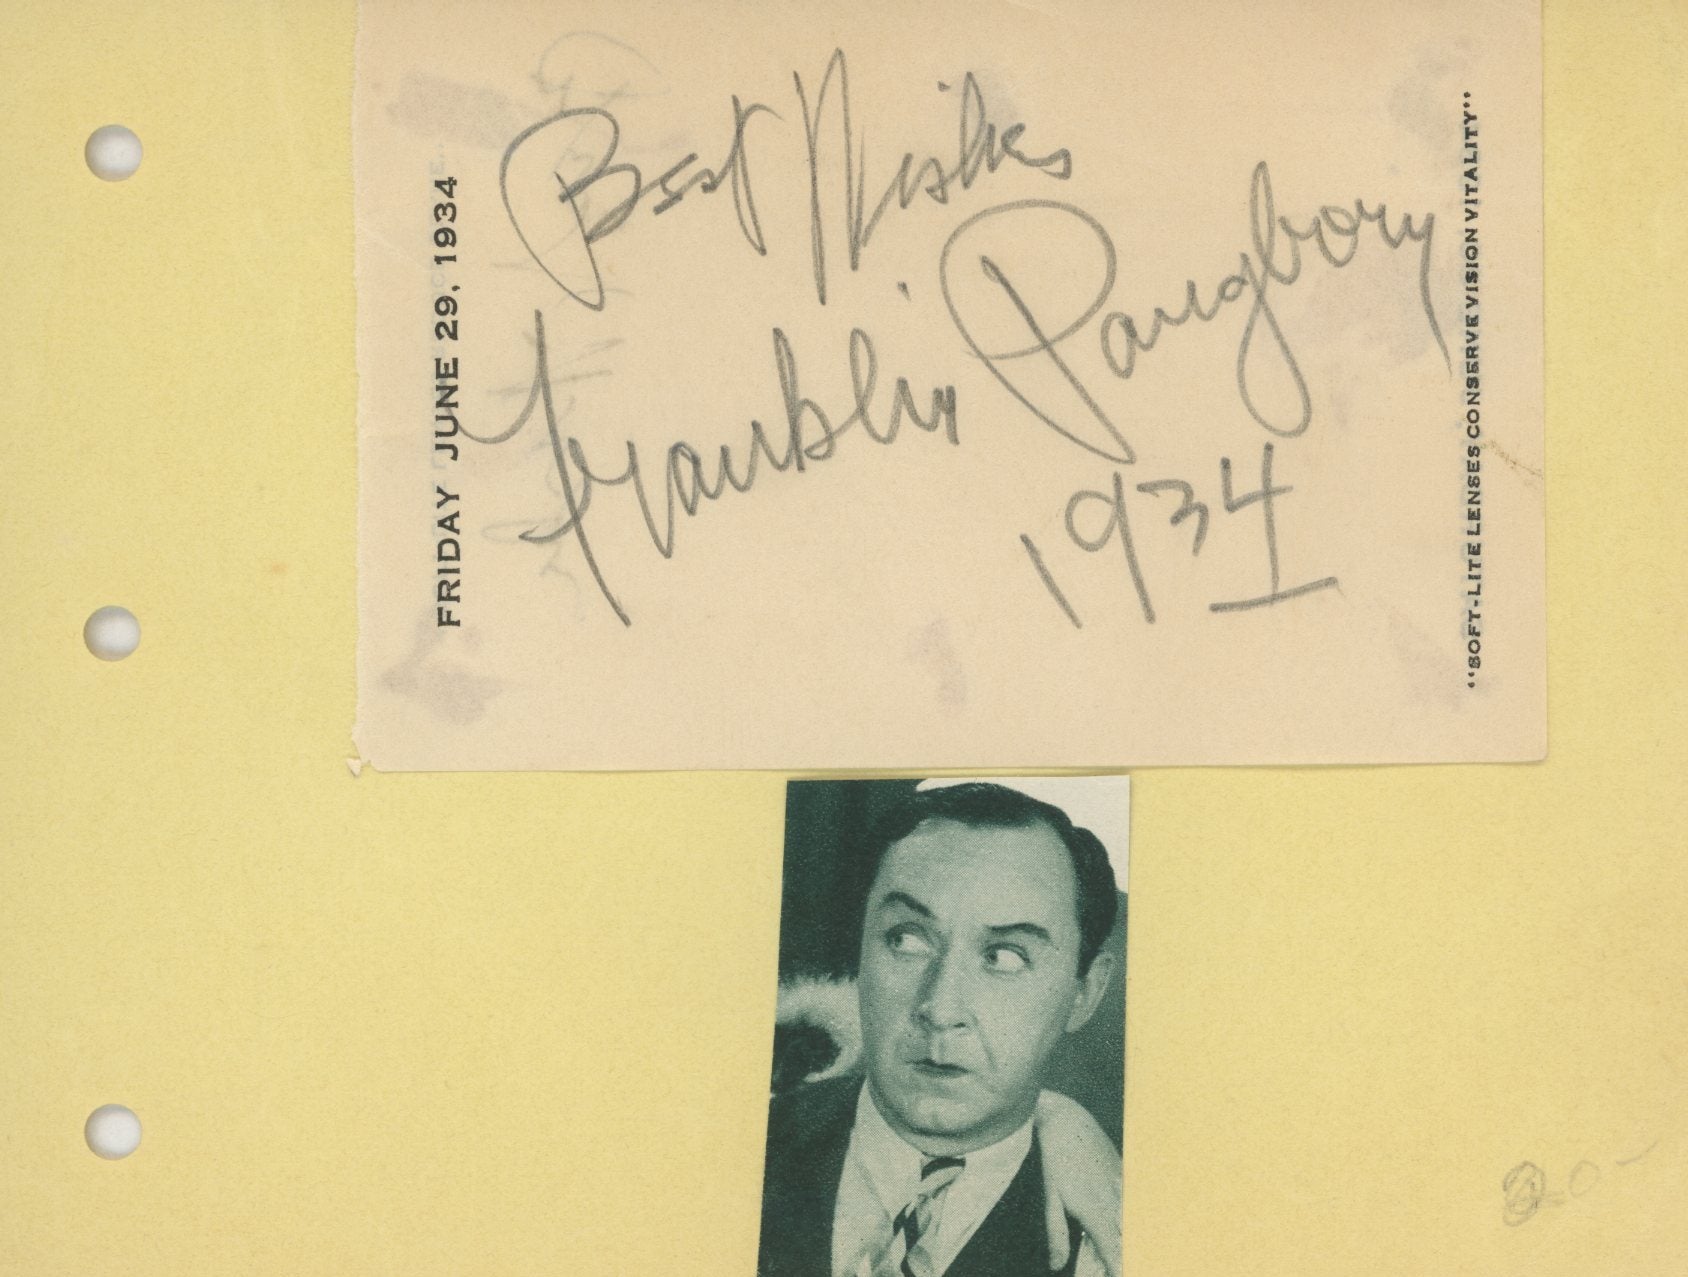 FRIDAY JUNE 29, 1934
Best Wishes
Franklin Pangborn
1934
"SOFT-LITE LENSES CONSERVE VISION VITALITY"